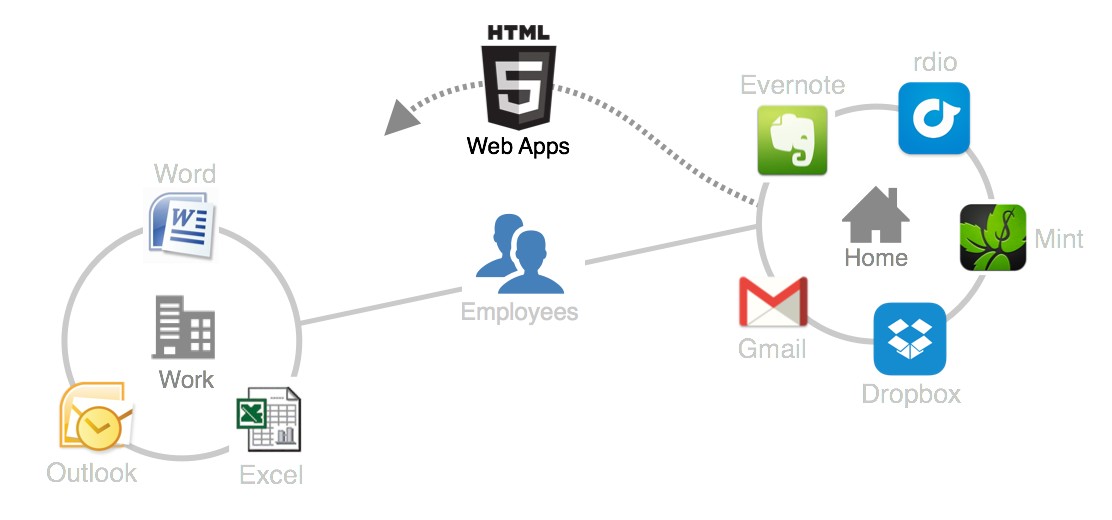 HTML
5
Web Apps
Evernote
rdio
Word
W
Employees
Home
Mint
Gmail
Dropbox
Work
Outlook
Excel
X
$